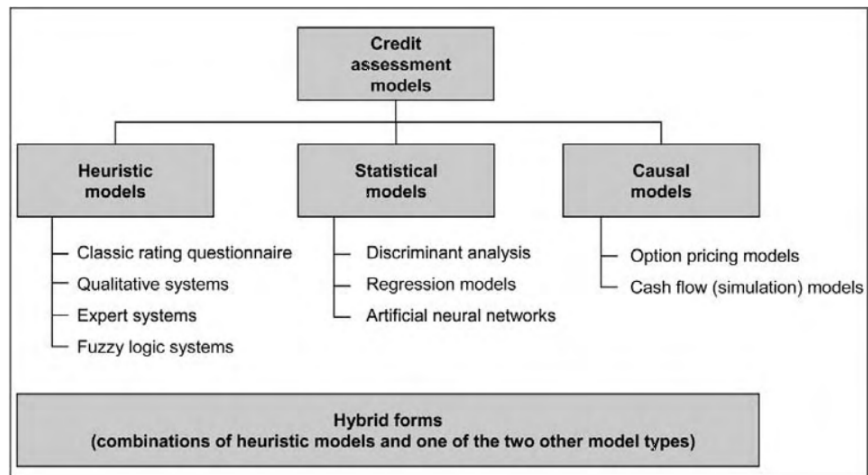 Credit
assessment
models
Heuristic
models
Statistical
models
Causal
models
Classic rating questionnaire
Qualitative systems
Expert systems
Fuzzy logic systems
Discriminant analysis
Regression models
Artificial neural networks
Option pricing models
Cash flow (simulation) models
Hybrid forms
(combinations of heuristic models and one of the two other model types)